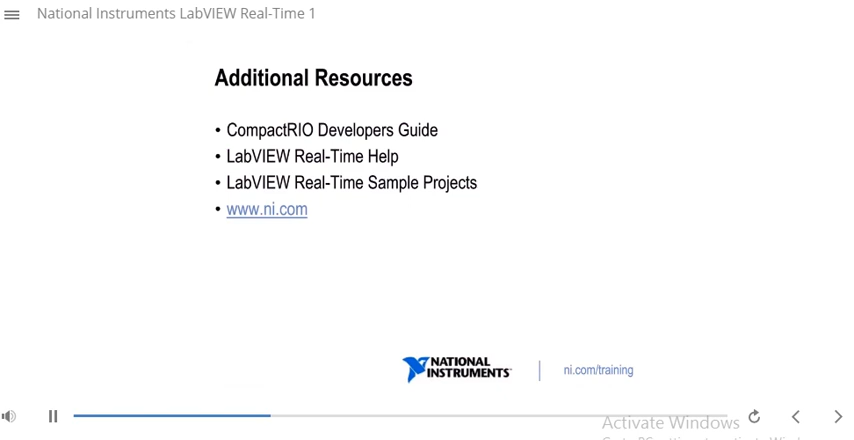 National Instruments LabVIEW Real-Time 1
Additional Resources
• CompactRIO Developers Guide
• LabVIEW Real-Time Help
• LabVIEW Real-Time Sample Projects
• www.ni.com
NATIONAL
INSTRUMENTS
ni.com/training
Activate Windows